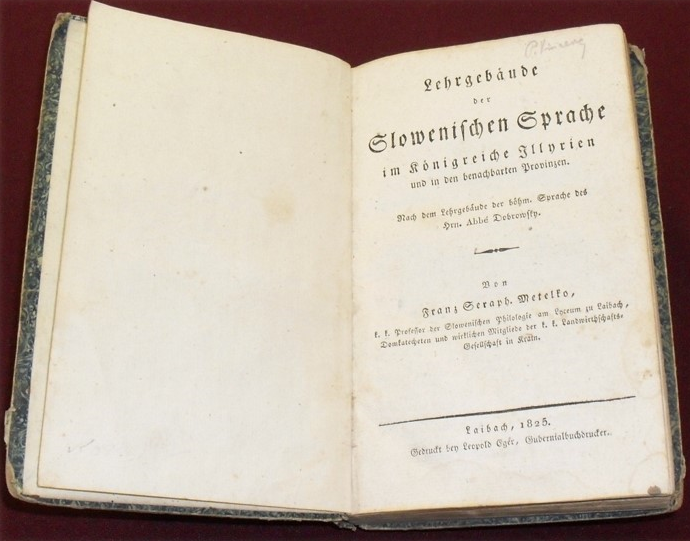 Lehrgebäude
der
Slowenischen Sprache
im Königreiche Illyrien
und in den benachbarten Provinzen.
Nach dem Lehrgebäude der böhm. Sprache des
Hrn. Abbé Dobrowsky.
Von
Franz Seraph. Metelko,
k. k. Professor der Slowenischen Philologie am Lyceum zu Laibach,
Domkatecheten und wirklichen Mitgliede der k. k. Landwirthschafts-
Gesellschaft in Krain.
Laibach, 1825.
Gedruckt bey Leopold Eger, Gubernialbuchdrucker.